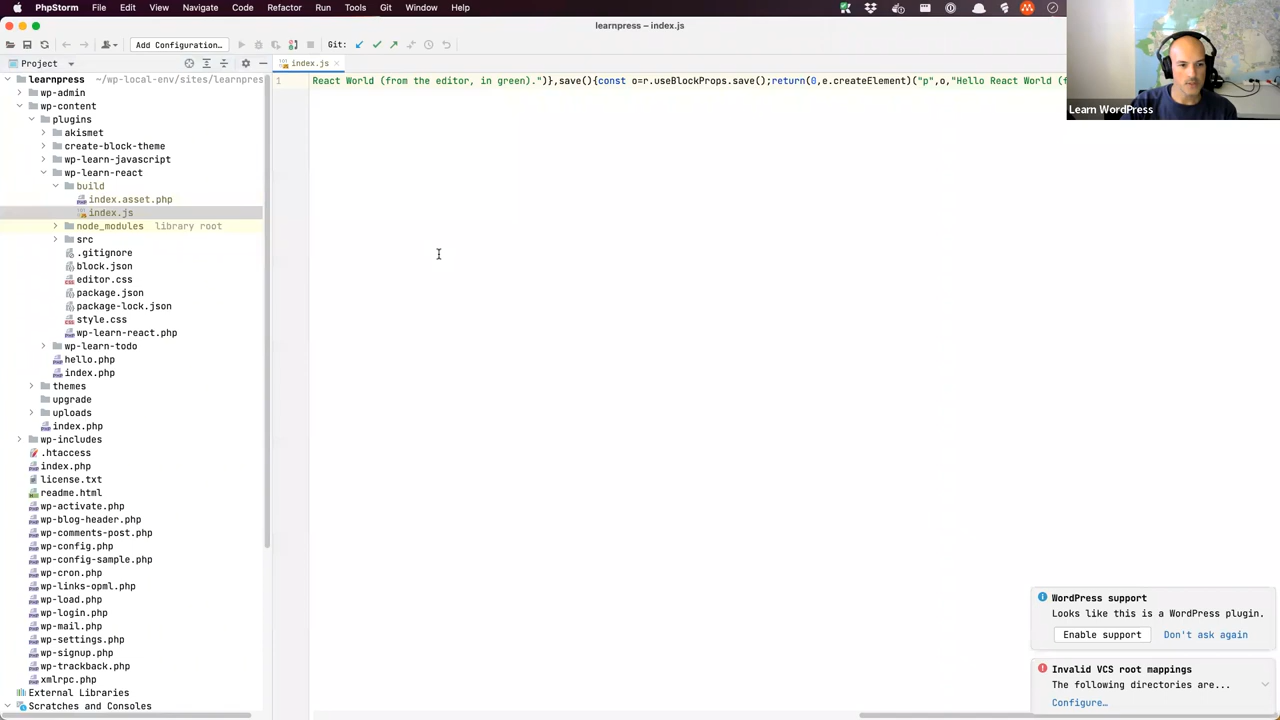 PhpStorm File Edit View Navigate Code Refactor Run Tools Git Window Help
learnpress – index.js
Add Configuration... Git:
Project
index.js
learnpress ~/wp-local-env/sites/learnpres
wp-admin
wp-content
plugins
akismet
create-block-theme
wp-learn-javascript
wp-learn-react
build
index.asset.php
index.js
node_modules library root
src
.gitignore
block.json
editor.css
package.json
package-lock.json
style.css
wp-learn-react.php
wp-learn-todo
hello.php
index.php
themes
upgrade
uploads
index.php
wp-includes
.htaccess
index.php
license.txt
readme.html
wp-activate.php
wp-blog-header.php
wp-comments-post.php
wp-config.php
wp-config-sample.php
wp-cron.php
wp-links-opml.php
wp-load.php
wp-login.php
wp-mail.php
wp-settings.php
wp-signup.php
wp-trackback.php
xmlrpc.php
External Libraries
Scratches and Consoles
1 React World (from the editor, in green).")},save(){const o=r.useBlockProps.save();return(0,e.createElement)("p",o,"Hello React World (f
Learn WordPress
WordPress support
Looks like this is a WordPress plugin.
Enable support Don't ask again
Invalid VCS root mappings
The following directories are...
Configure...